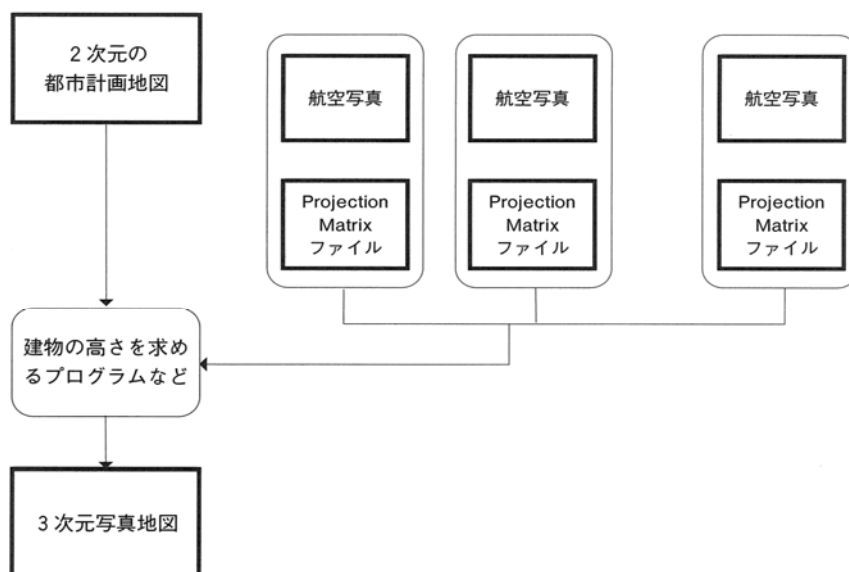 2次元の
都市計画地図
航空写真
航空写真
航空写真
Projection
Matrix
ファイル
Projection
Matrix
ファイル
Projection
Matrix
ファイル
建物の高さを求め
るプログラムなど
3次元写真地図